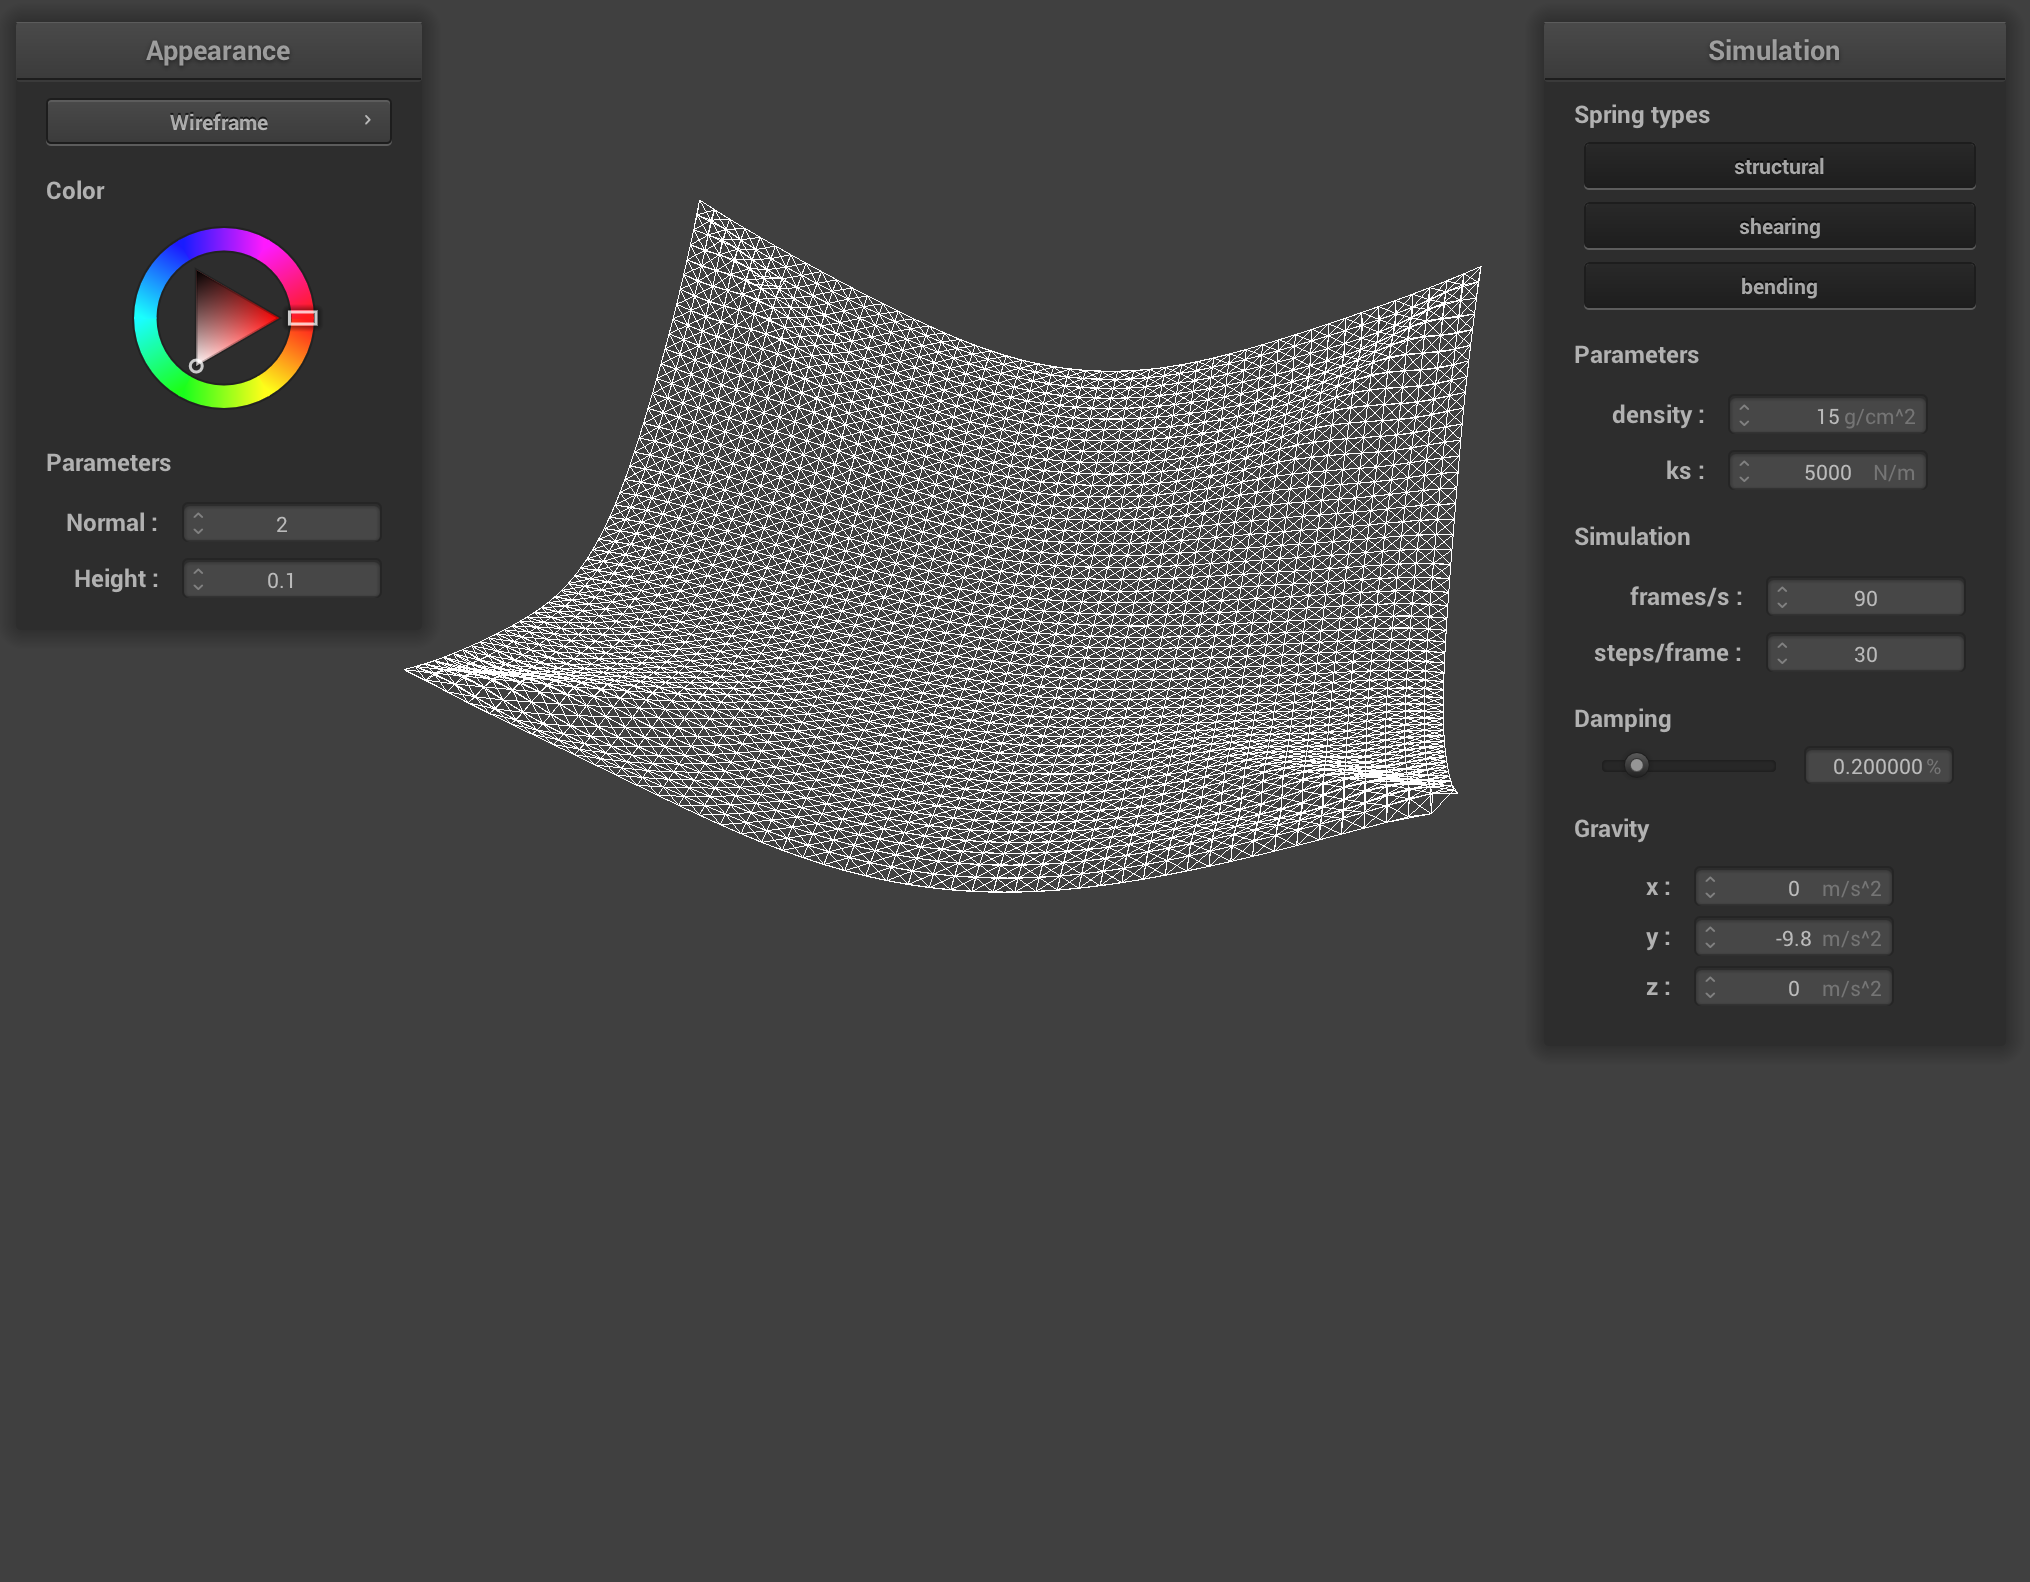 Appearance
Wireframe
Color
Parameters
Normal : 2
Height : 0.1
Simulation
Spring types
structural
shearing
bending
Parameters
density : 15 g/cm^2
ks : 5000 N/m
Simulation
frames/s : 90
steps/frame : 30
Damping
0.200000 %
Gravity
x : 0 m/s^2
y : -9.8 m/s^2
z : 0 m/s^2